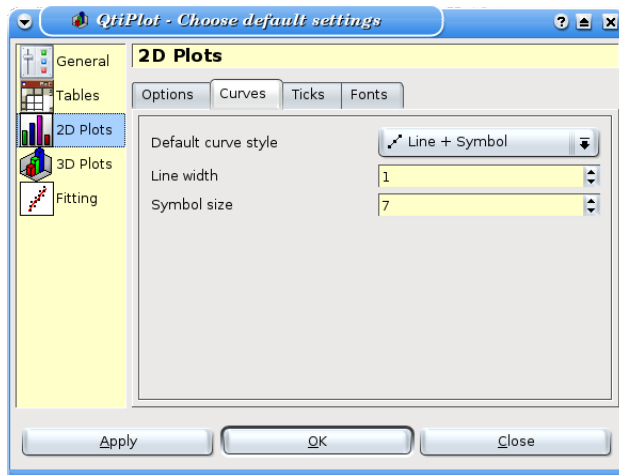 QtiPlot - Choose default settings
?
General
Tables
2D Plots
3D Plots
Fitting
2D Plots
Options Curves Ticks Fonts
Default curve style Line + Symbol
Line width 1
Symbol size 7
Apply OK Close